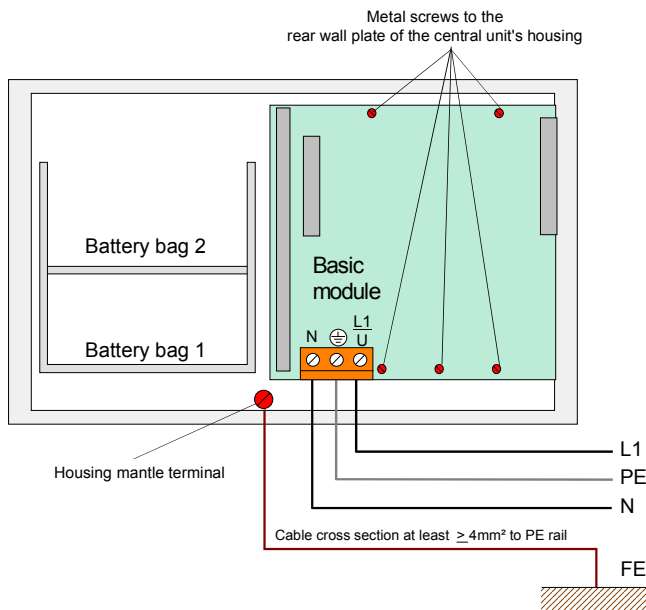 Metal screws to the
rear wall plate of the central unit's housing
Battery bag 2
Basic
module
Battery bag 1
N
L1
U
Housing mantle terminal
L1
PE
N
Cable cross section at least ≥ 4mm² to PE rail
FE